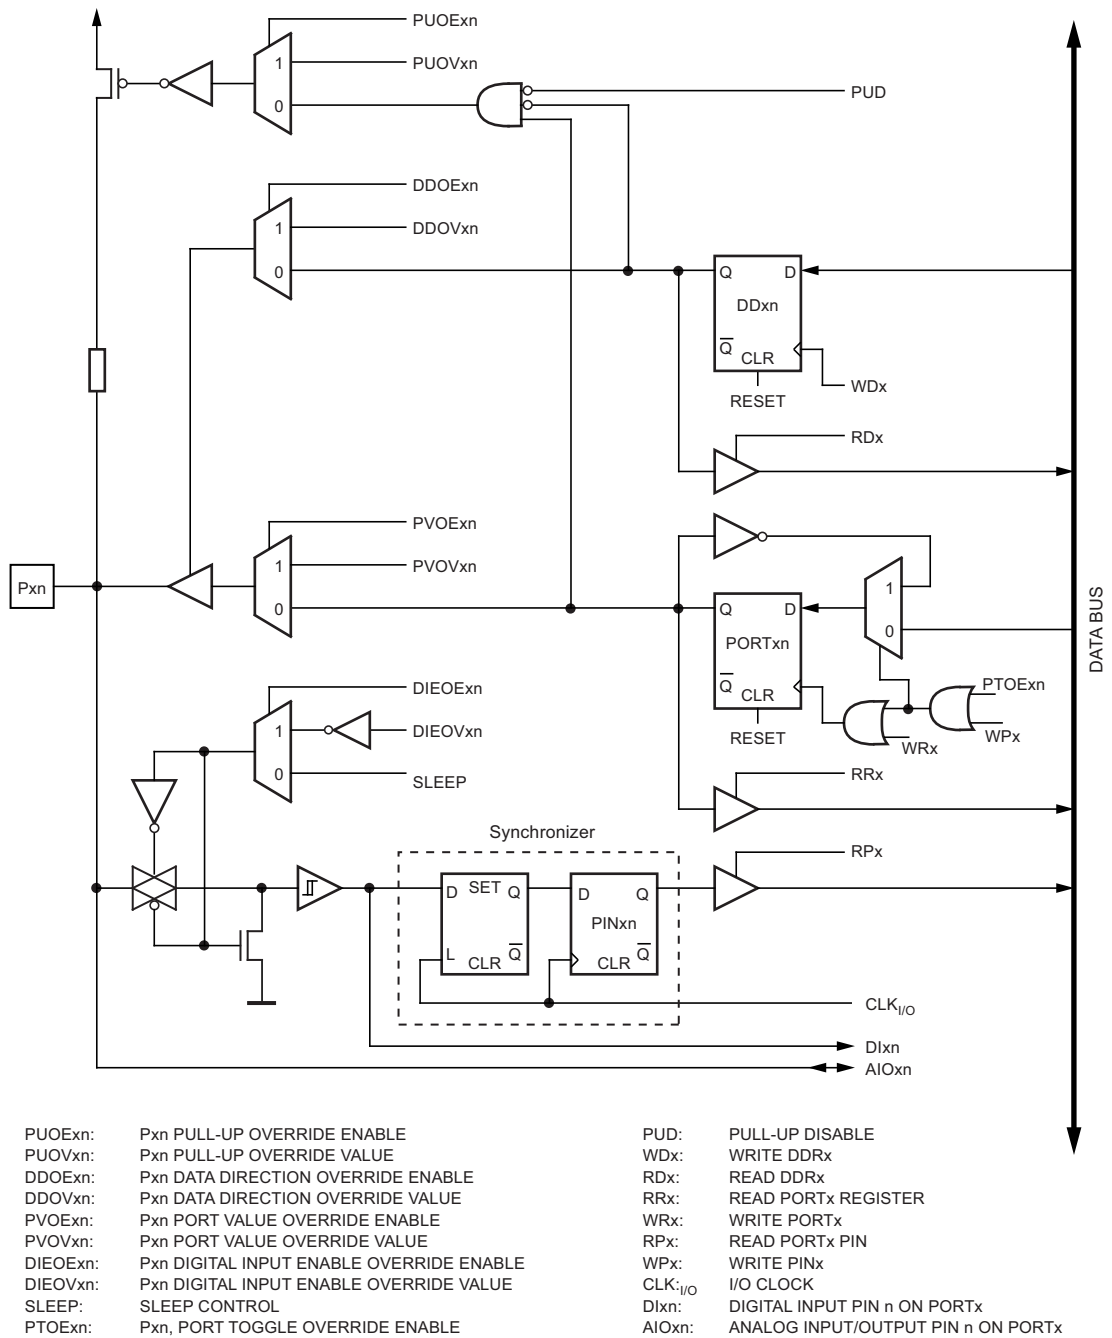 PUOExn
1
PUOVxn
0
PUD
DDOExn
1
DDOVxn
0
Q D
DDxn
Q
CLR
RESET
WDx
RDx
PVOExn
1
PVOVxn
0
Pxn
1
0
Q D
PORTxn
Q
CLR
RESET
PTOExn
WPx
WRx
DATA BUS
DIEOExn
1
DIEOVxn
0
SLEEP
RRx
Synchronizer
RPx
D SET Q
L
CLR Q
D Q
PINxn
CLR Q
CLKI/O
DIxn
AIOxn
PUOExn: Pxn PULL-UP OVERRIDE ENABLE
PUOVxn: Pxn PULL-UP OVERRIDE VALUE
DDOExn: Pxn DATA DIRECTION OVERRIDE ENABLE
DDOVxn: Pxn DATA DIRECTION OVERRIDE VALUE
PVOExn: Pxn PORT VALUE OVERRIDE ENABLE
PVOVxn: Pxn PORT VALUE OVERRIDE VALUE
DIEOExn: Pxn DIGITAL INPUT ENABLE OVERRIDE ENABLE
DIEOVxn: Pxn DIGITAL INPUT ENABLE OVERRIDE VALUE
SLEEP: SLEEP CONTROL
PTOExn: Pxn, PORT TOGGLE OVERRIDE ENABLE
PUD: PULL-UP DISABLE
WDx: WRITE DDRx
RDx: READ DDRx
RRx: READ PORTx REGISTER
WRx: WRITE PORTx
RPx: READ PORTx PIN
WPx: WRITE PINx
CLK:I/O I/O CLOCK
DIxn: DIGITAL INPUT PIN n ON PORTx
AIOxn: ANALOG INPUT/OUTPUT PIN n ON PORTx